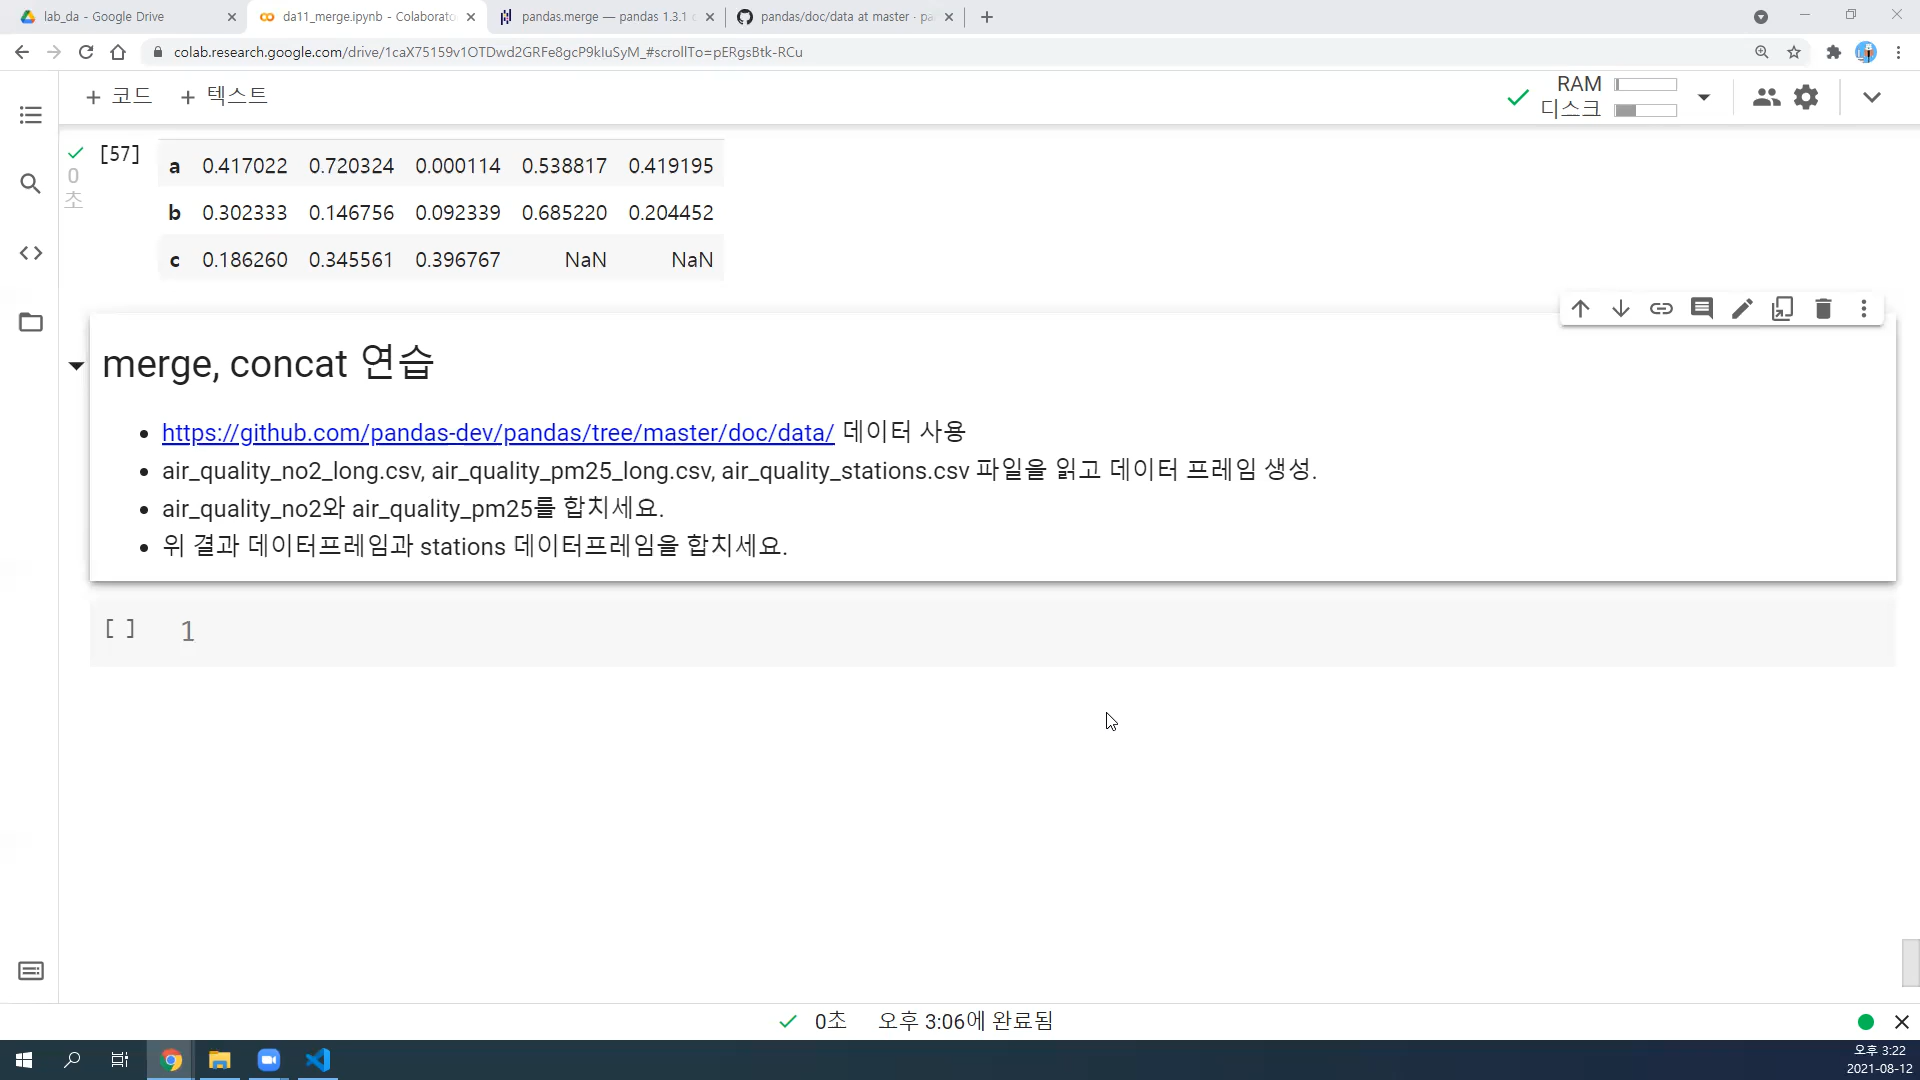 lab_da - Google Drive
da11_merge.ipynb - Colaborato
pandas.merge — pandas 1.3.1
pandas/doc/data at master · pa
colab.research.google.com/drive/1caX75159v1OTDwd2GRFe8gcP9kIuSyM_#scrollTo=pERgsBtk-RCu
+ 코드 + 텍스트
RAM
디스크
[57]
0
초
a 0.417022 0.720324 0.000114 0.538817 0.419195
b 0.302333 0.146756 0.092339 0.685220 0.204452
c 0.186260 0.345561 0.396767 NaN NaN
merge, concat 연습
• https://github.com/pandas-dev/pandas/tree/master/doc/data/ 데이터 사용
• air_quality_no2_long.csv, air_quality_pm25_long.csv, air_quality_stations.csv 파일을 읽고 데이터 프레임 생성.
• air_quality_no2와 air_quality_pm25를 합치세요.
• 위 결과 데이터프레임과 stations 데이터프레임을 합치세요.
[ ] 1
0초 오후 3:06에 완료됨
오후 3:22
2021-08-12